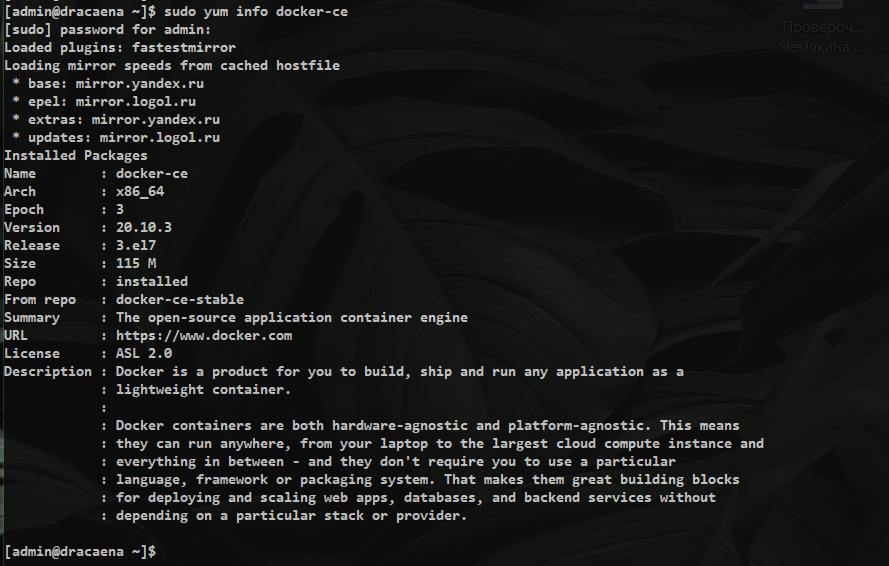 [admin@dracaena ~]$ sudo yum info docker-ce
[sudo] password for admin:
Loaded plugins: fastestmirror
Loading mirror speeds from cached hostfile
 * base: mirror.yandex.ru
 * epel: mirror.logol.ru
 * extras: mirror.yandex.ru
 * updates: mirror.logol.ru
Installed Packages
Name        : docker-ce
Arch        : x86_64
Epoch       : 3
Version     : 20.10.3
Release     : 3.el7
Size        : 115 M
Repo        : installed
From repo   : docker-ce-stable
Summary     : The open-source application container engine
URL         : https://www.docker.com
License     : ASL 2.0
Description : Docker is a product for you to build, ship and run any application as a
            : lightweight container.
            :
            : Docker containers are both hardware-agnostic and platform-agnostic. This means
            : they can run anywhere, from your laptop to the largest cloud compute instance and
            : everything in between - and they don't require you to use a particular
            : language, framework or packaging system. That makes them great building blocks
            : for deploying and scaling web apps, databases, and backend services without
            : depending on a particular stack or provider.
[admin@dracaena ~]$
Провероч...
Чемякина ...